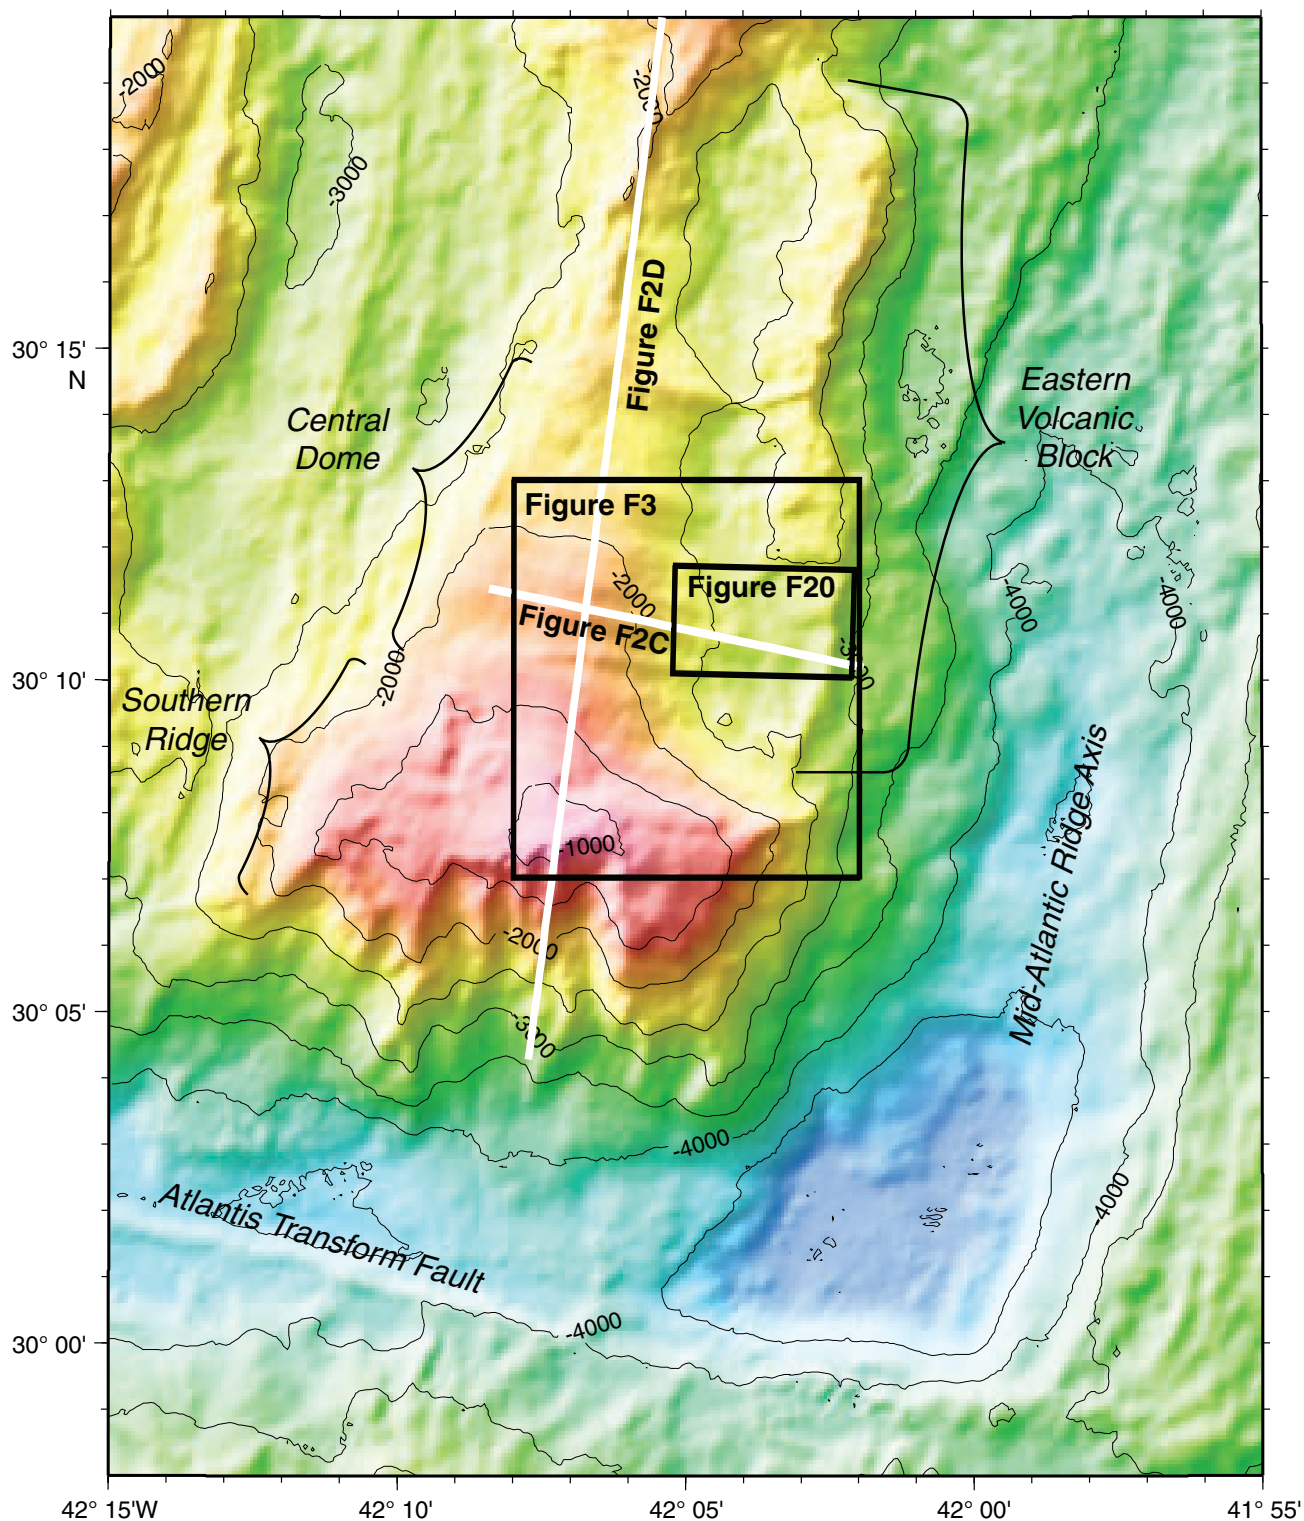 -2000
-2000
-3000
Figure F2D
30° 15'
N
Central
Dome
Eastern
Volcanic
Block
Figure F3
-2000
Figure F20
Figure F2C
-3000
-4000
-4000
30° 10'
-2000
Southern
Ridge
-1000
Mid-Atlantic Ridge Axis
-2000
30° 05'
-3000
-4000
-4000
Atlantis Transform Fault
-4000
30° 00'
42° 15'W
42° 10'
42° 05'
42° 00'
41° 55'